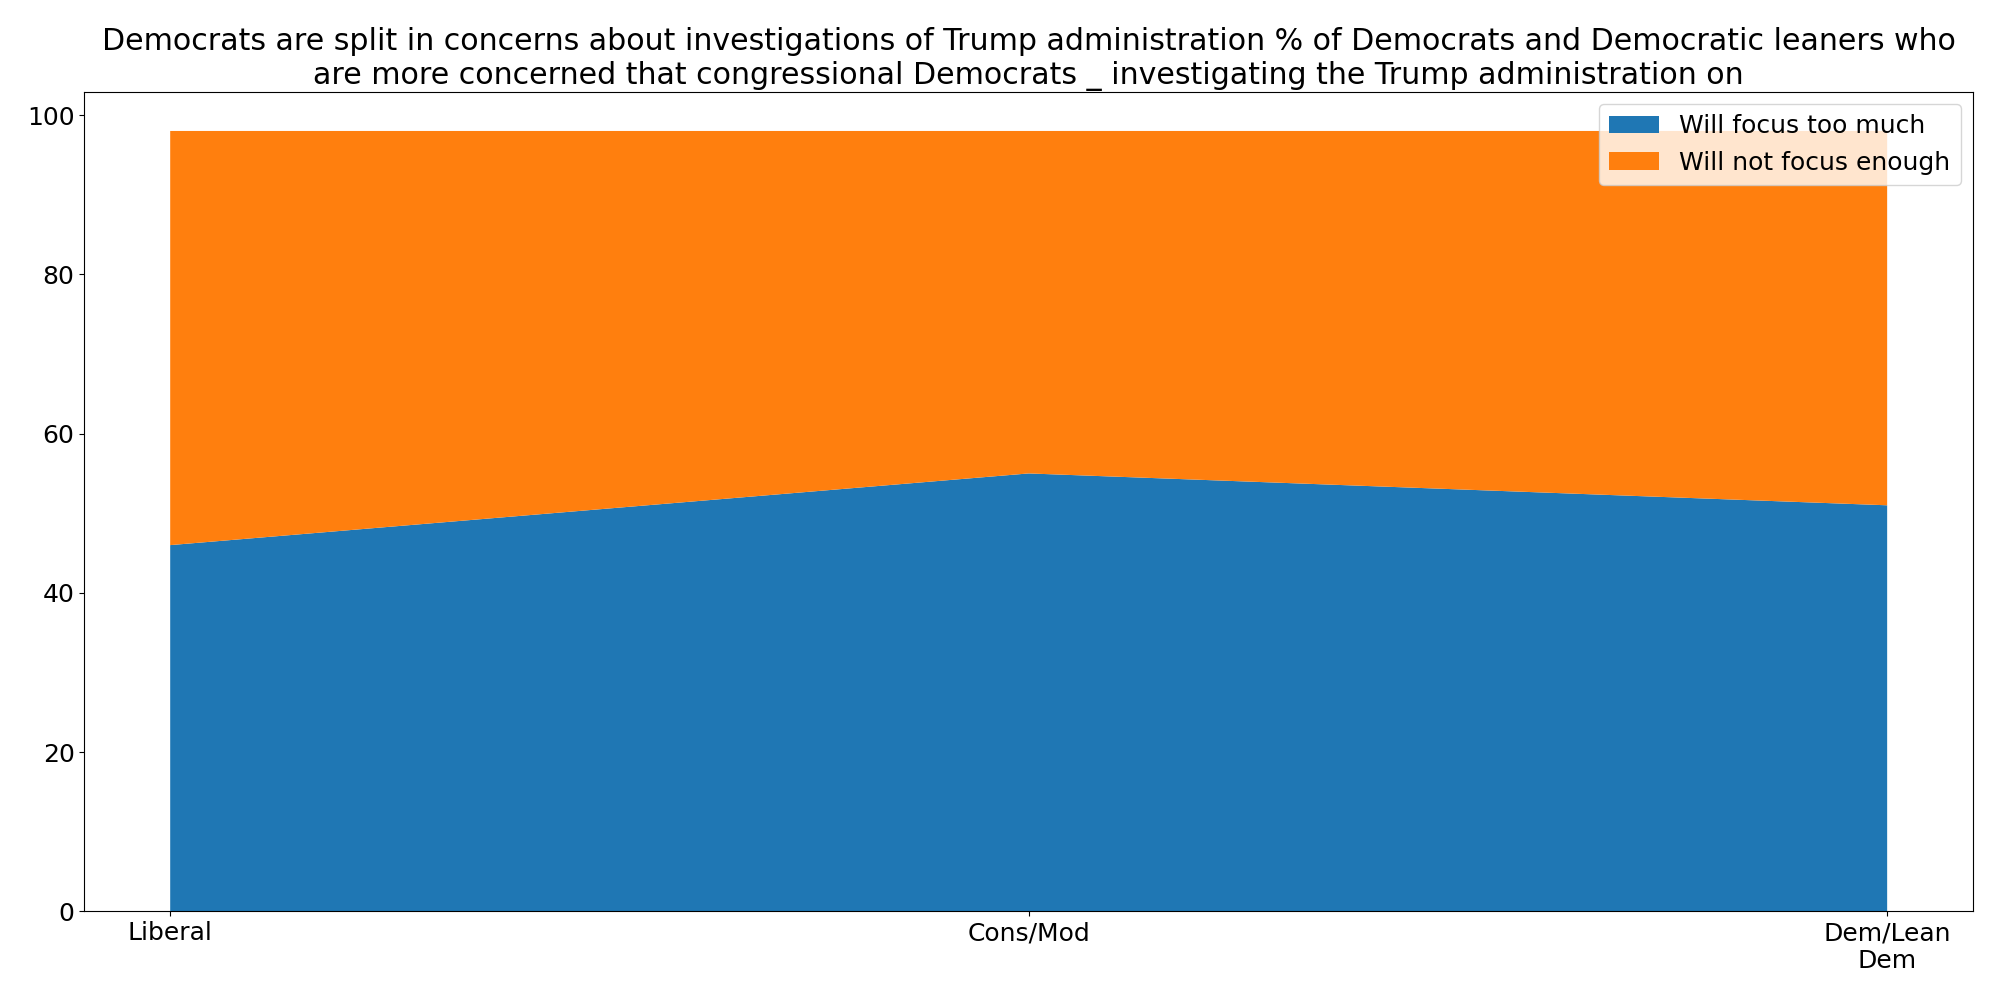 Democrats are split in concerns about investigations of Trump administration % of Democrats and Democratic leaners who
are more concerned that congressional Democrats _ investigating the Trump administration on
100
80
60
40
20
0
Will focus too much
Will not focus enough
Liberal
Cons/Mod
Dem/Lean
Dem